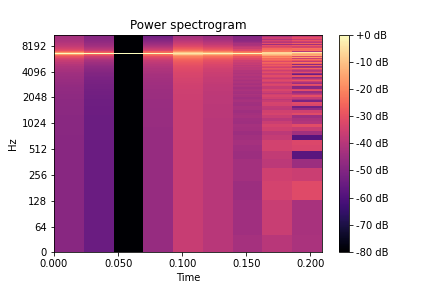 Power spectrogram
Hz
8192
4096
2048
1024
512
256
128
64
0
0.000 0.050 0.100 0.150 0.200
Time
+0 dB
-10 dB
-20 dB
-30 dB
-40 dB
-50 dB
-60 dB
-70 dB
-80 dB